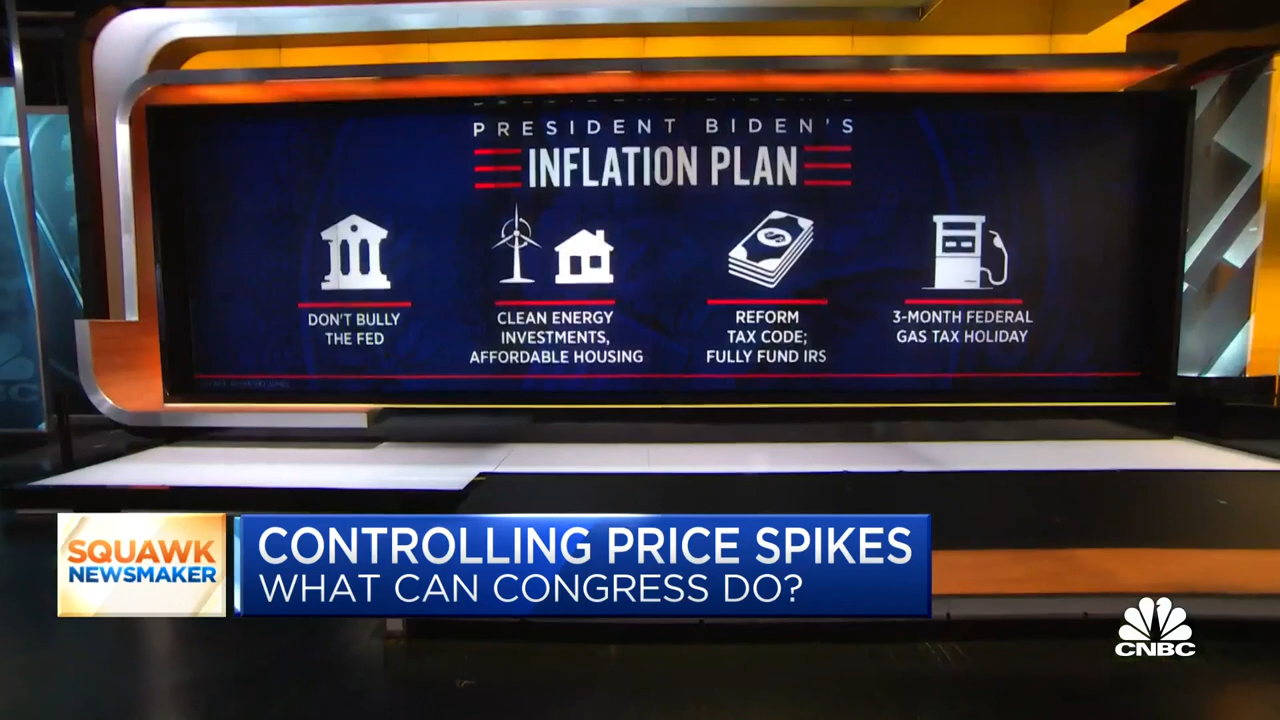 PRESIDENT BIDEN'S
INFLATION PLAN
DON'T BULLY
THE FED
CLEAN ENERGY
INVESTMENTS,
AFFORDABLE HOUSING
REFORM
TAX CODE;
FULLY FUND IRS
3-MONTH FEDERAL
GAS TAX HOLIDAY
SQUAWK
NEWSMAKER
CONTROLLING PRICE SPIKES
WHAT CAN CONGRESS DO?
CNBC